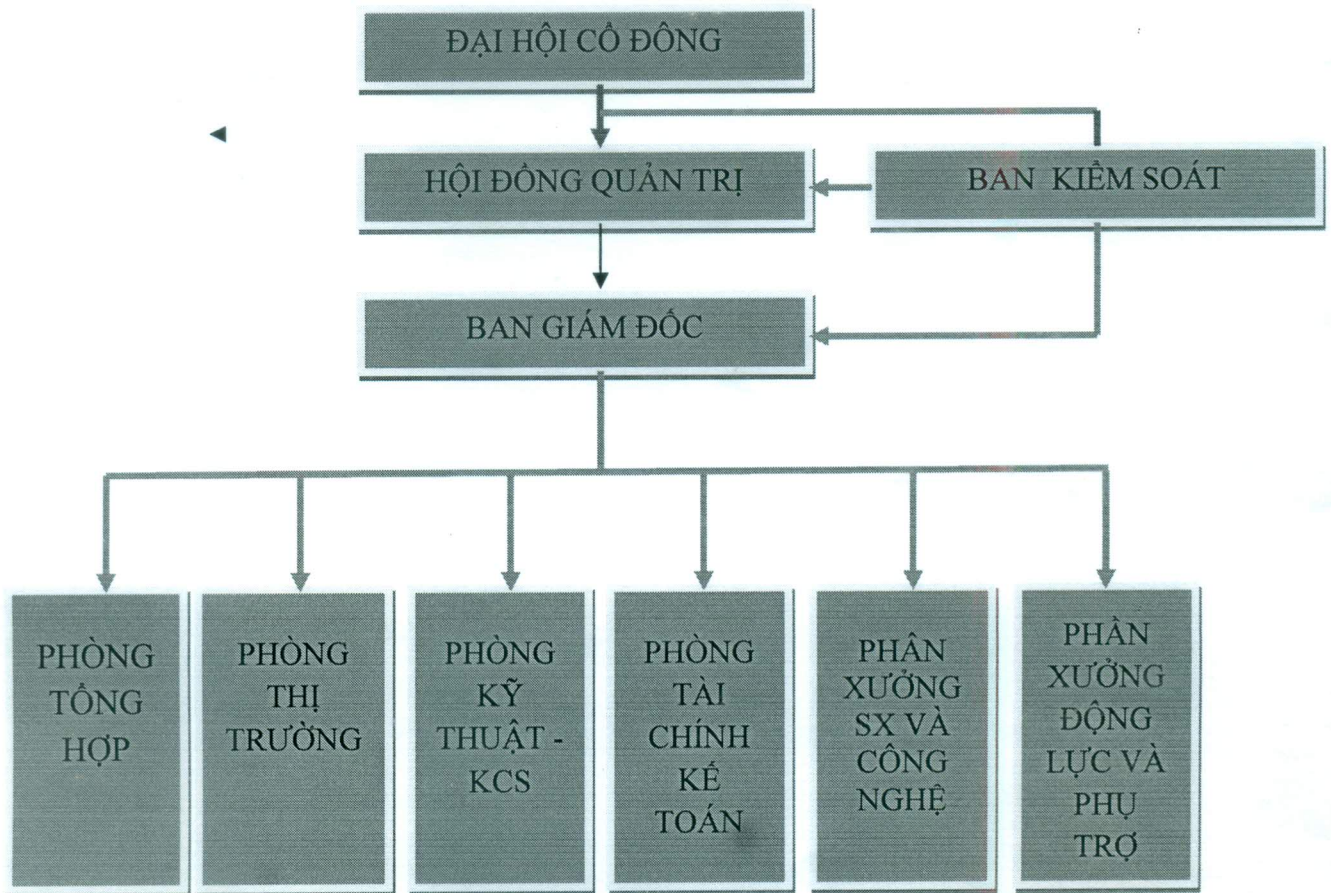 ĐẠI HỘI CỔ ĐÔNG
HỘI ĐỒNG QUẢN TRỊ
BAN KIỂM SOÁT
BAN GIÁM ĐỐC
PHÒNG
TỔNG
HỢP
PHÒNG
THỊ
TRƯỜNG
PHÒNG
KỸ
THUẬT -
KCS
PHÒNG
TÀI
CHÍNH
KẾ
TOÁN
PHÂN
XƯỞNG
SX VÀ
CÔNG
NGHỆ
PHÂN
XƯỞNG
ĐỘNG
LỰC VÀ
PHỤ
TRỢ